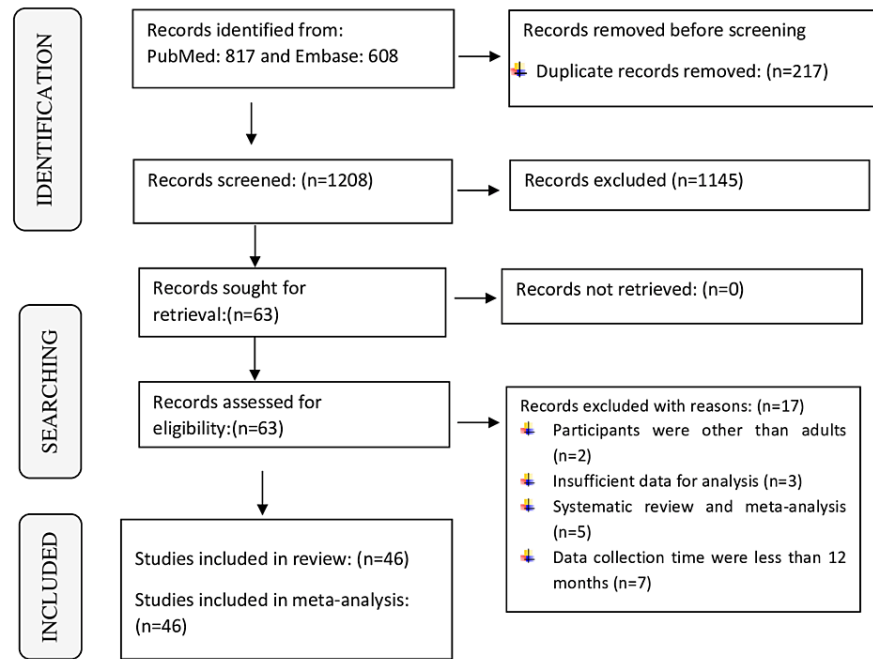 IDENTIFICATION
Records identified from:
PubMed: 817 and Embase: 608
Records removed before screening
Duplicate records removed: (n=217)
Records screened: (n=1208)
Records excluded (n=1145)
SEARCHING
Records sought for
retrieval:(n=63)
Records not retrieved: (n=0)
Records assessed for
eligibility:(n=63)
Records excluded with reasons: (n=17)
Participants were other than adults
(n=2)
Insufficient data for analysis (n=3)
Systematic review and meta-analysis
(n=5)
Data collection time were less than 12
months (n=7)
INCLUDED
Studies included in review: (n=46)
Studies included in meta-analysis:
(n=46)